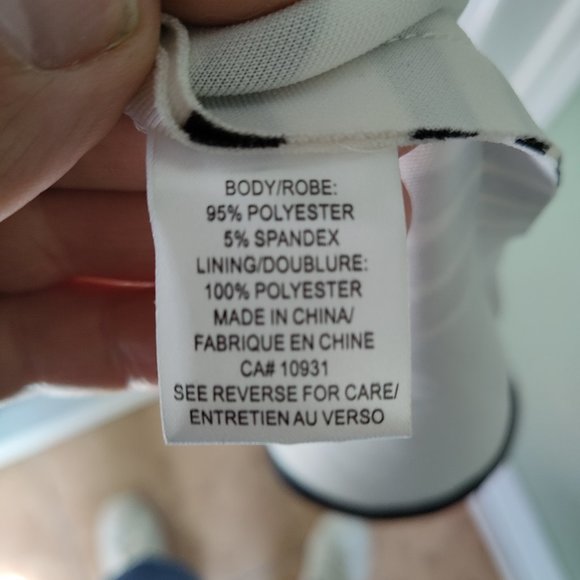 BODY/ROBE:
95% POLYESTER
5% SPANDEX
LINING/DOUBLURE:
100% POLYESTER
MADE IN CHINA/
FABRIQUE EN CHINE
CA# 10931
SEE REVERSE FOR CARE/
ENTRETIEN AU VERSO